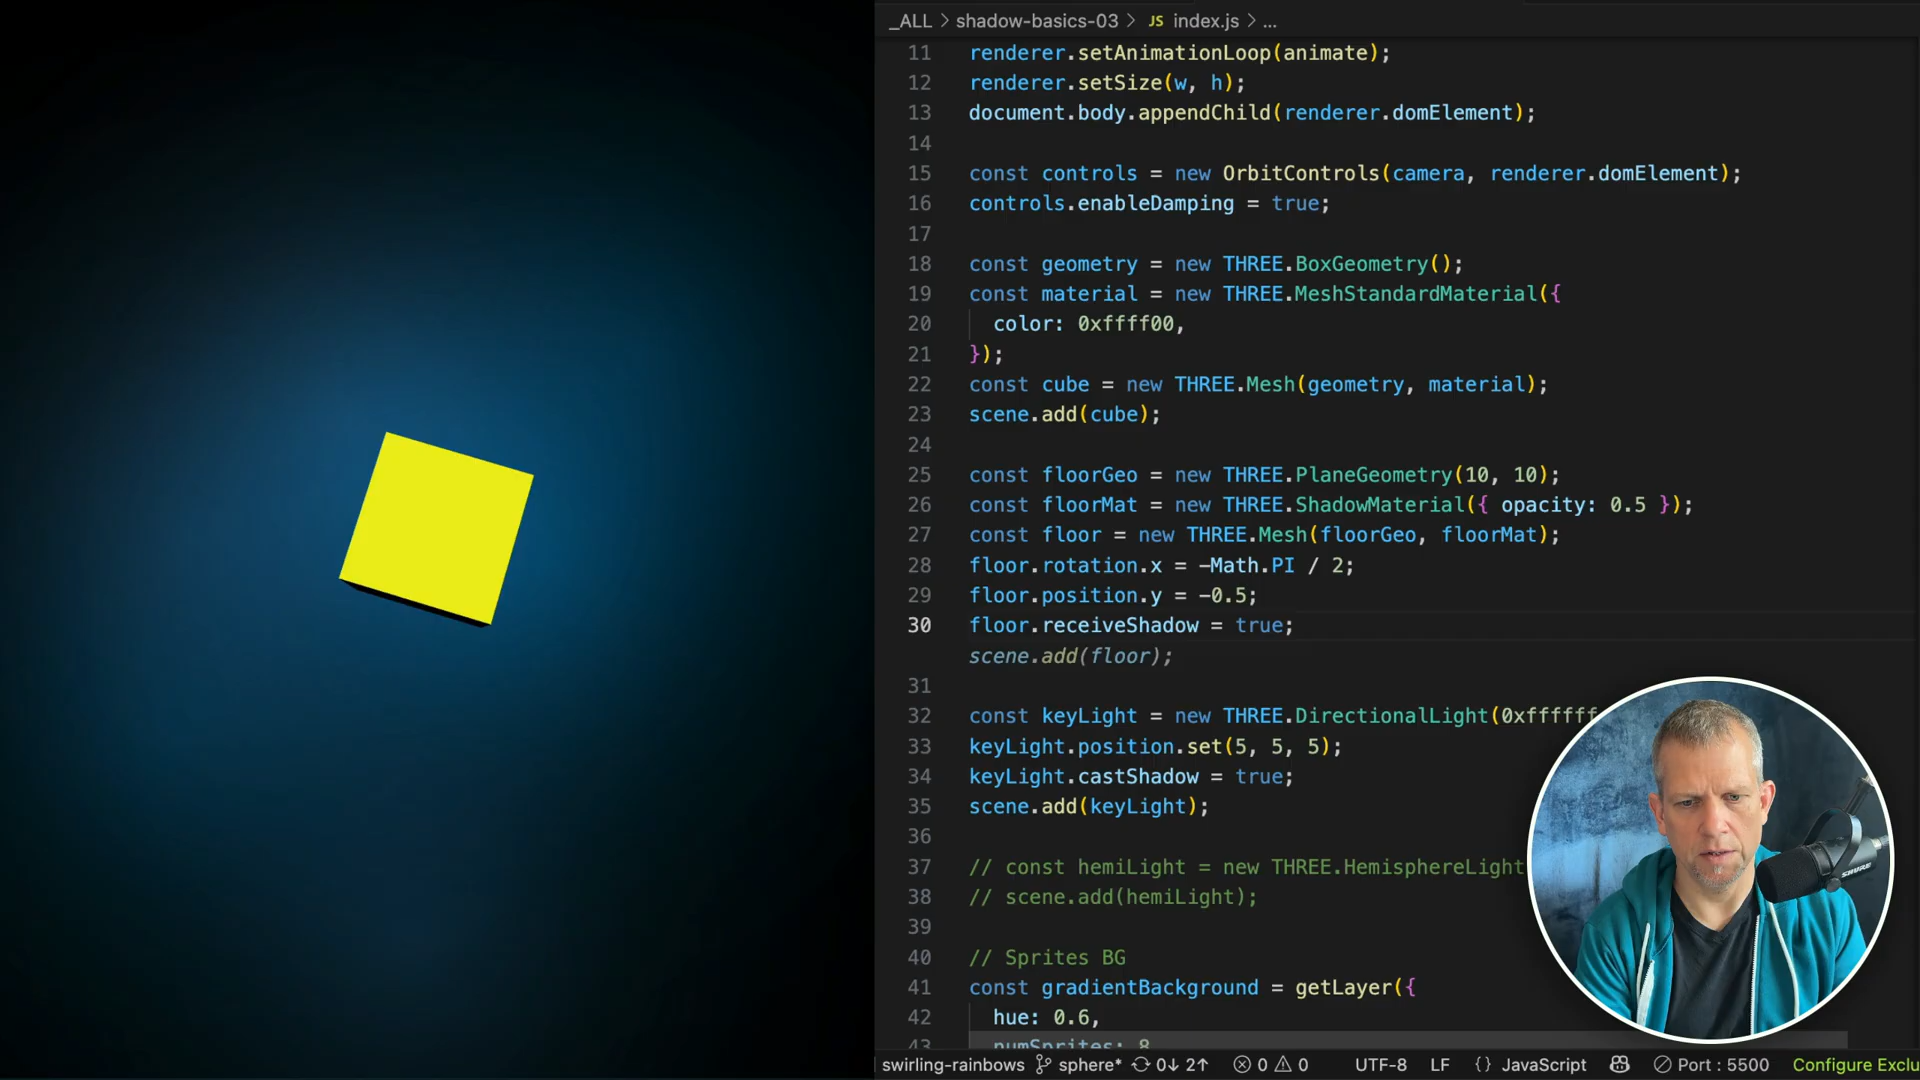 _ALL > shadow-basics-03 > JS index.js > ...
11 renderer.setAnimationLoop(animate);
12 renderer.setSize(w, h);
13 document.body.appendChild(renderer.domElement);
14
15 const controls = new OrbitControls(camera, renderer.domElement);
16 controls.enableDamping = true;
17
18 const geometry = new THREE.BoxGeometry();
19 const material = new THREE.MeshStandardMaterial({
20 color: 0xffff00,
21 });
22 const cube = new THREE.Mesh(geometry, material);
23 scene.add(cube);
24
25 const floorGeo = new THREE.PlaneGeometry(10, 10);
26 const floorMat = new THREE.ShadowMaterial({ opacity: 0.5 });
27 const floor = new THREE.Mesh(floorGeo, floorMat);
28 floor.rotation.x = -Math.PI / 2;
29 floor.position.y = -0.5;
30 floor.receiveShadow = true;
scene.add(floor);
31
32 const keyLight = new THREE.DirectionalLight(0xffffff
33 keyLight.position.set(5, 5, 5);
34 keyLight.castShadow = true;
35 scene.add(keyLight);
36
37 // const hemiLight = new THREE.HemisphereLight
38 // scene.add(hemiLight);
39
40 // Sprites BG
41 const gradientBackground = getLayer({
42 hue: 0.6,
43 numSprites: 8
swirling-rainbows sphere* 0↓ 2↑ 0 0 UTF-8 LF {} JavaScript Port : 5500 Configure Exclu
SHURE